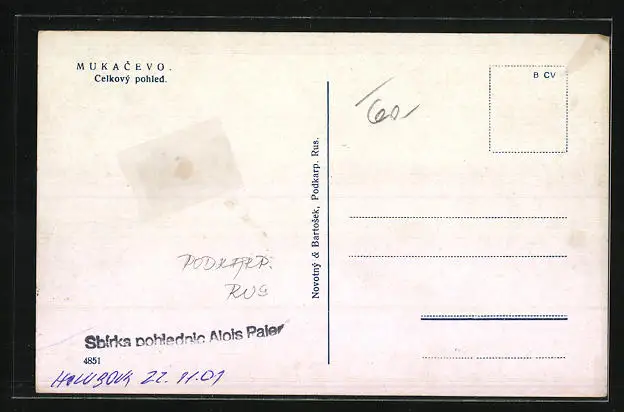 MUKAČEVO.
Celkový pohled.
B CV
60.-
Novotný & Bartošek, Podkarp. Rus.
PODKARP.
RUS
Sbírka pohlednic Alois Paler
4851
HOLUBOVÁ 22.11.01